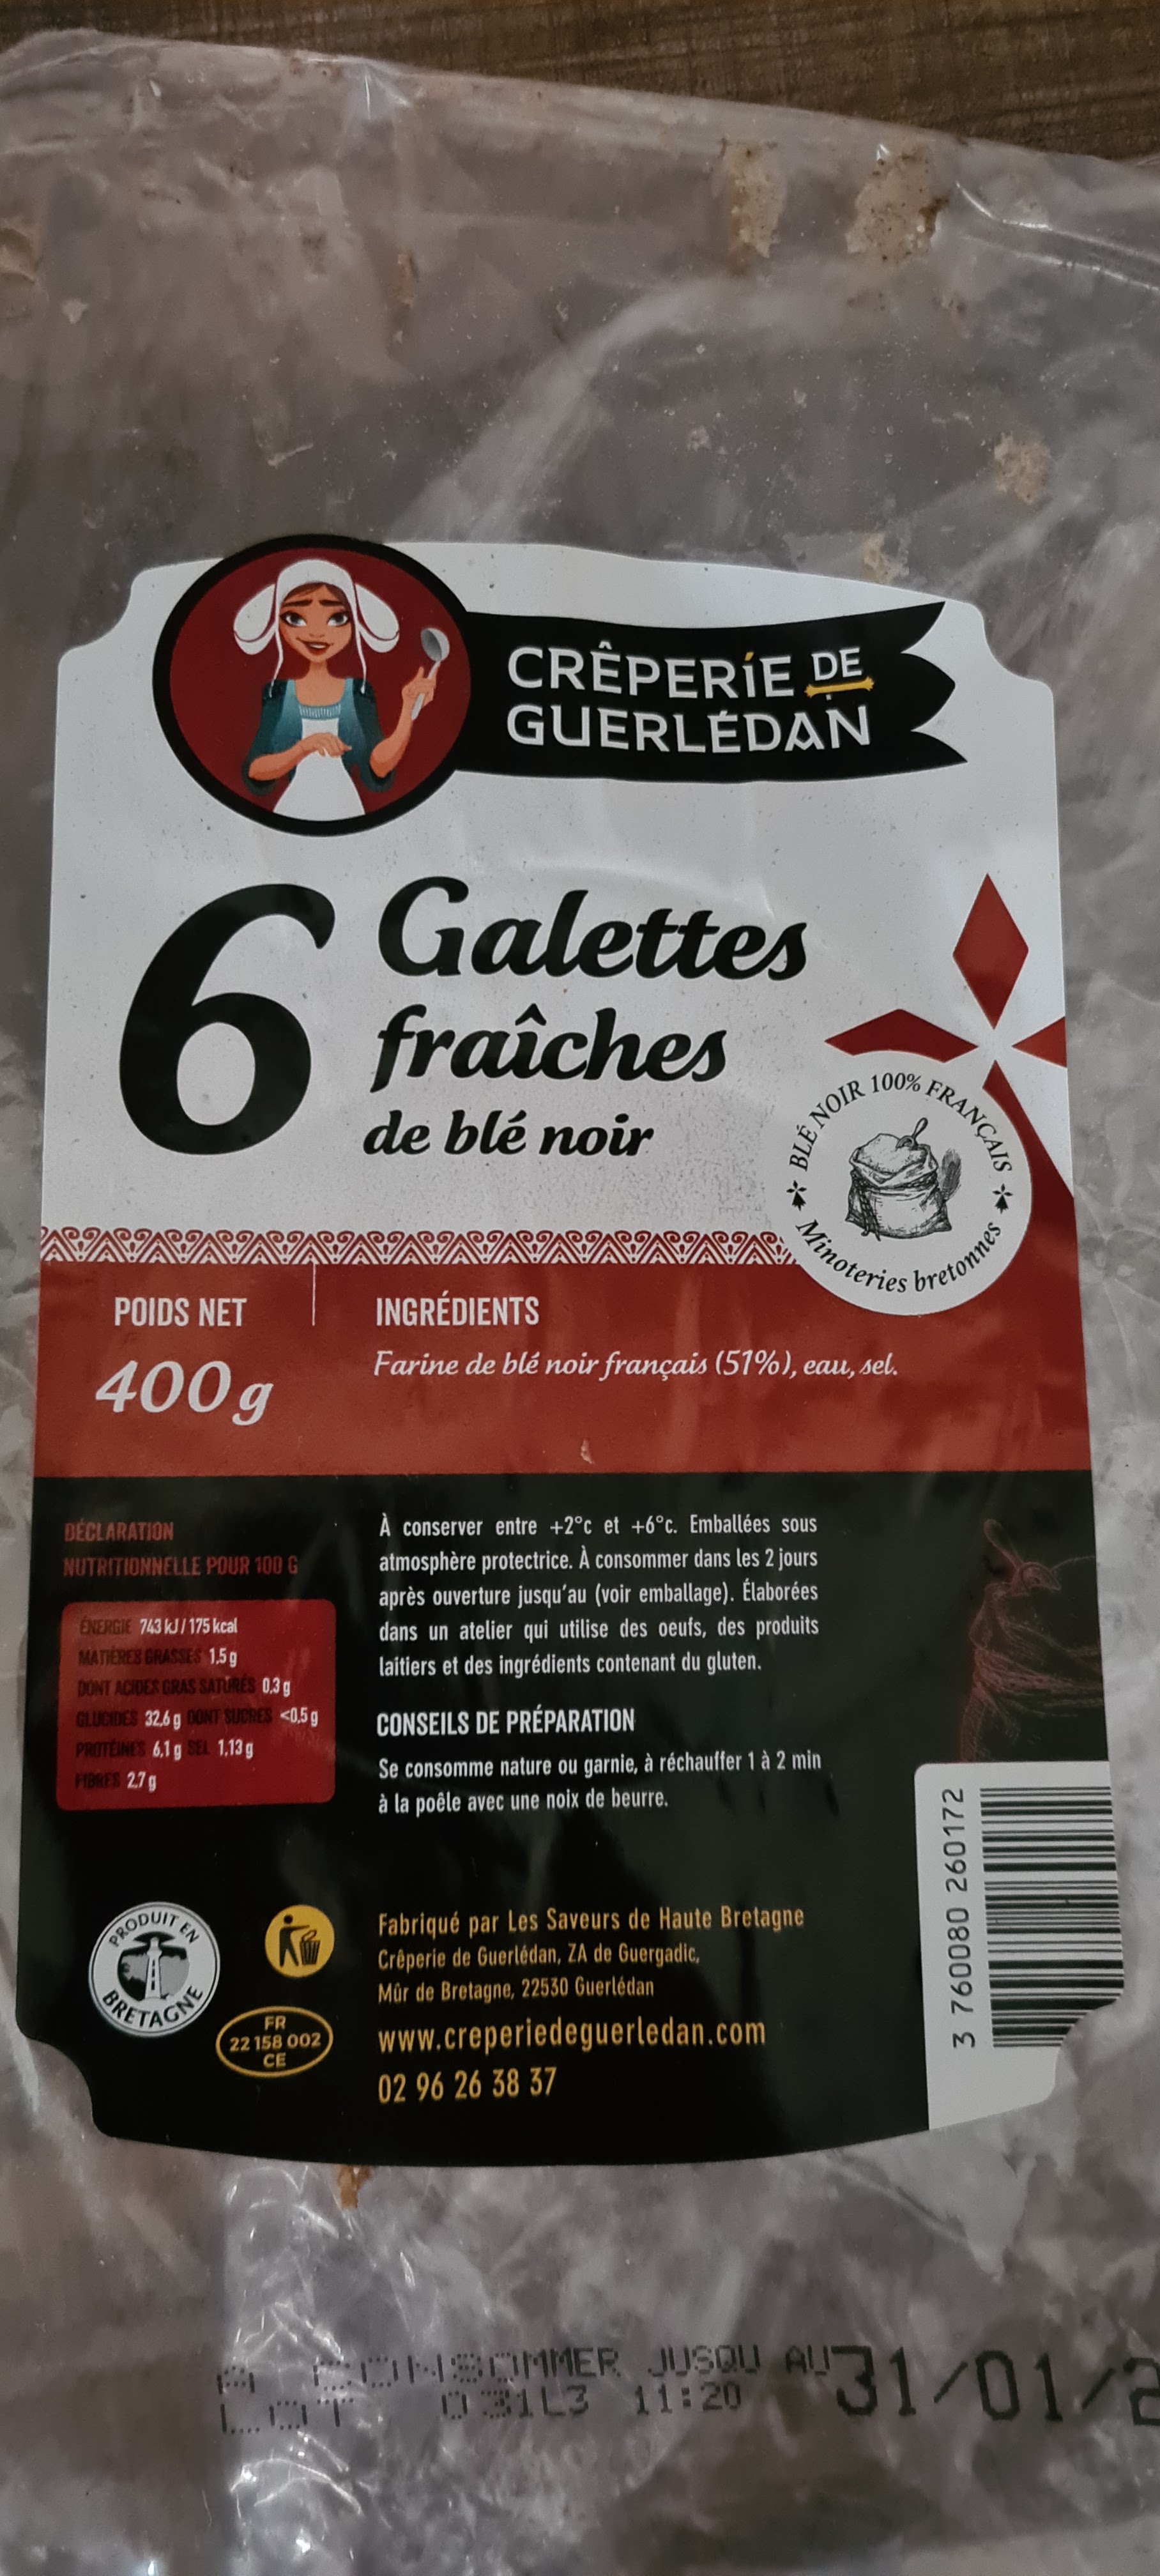 CRÊPERIE DE
GUERLÉDAN
6 Galettes
fraîches
de blé noir
BLÉ NOIR 100% FRANÇAIS
Minoteries bretonnes
POIDS NET
400g
INGRÉDIENTS
Farine de blé noir français (51%), eau, sel.
DÉCLARATION
NUTRITIONNELLE POUR 100 G
ÉNERGIE 743 kJ / 175 kcal
MATIÈRES GRASSES 1,5 g
DONT ACIDES GRAS SATURÉS 0,3 g
GLUCIDES 32,6 g DONT SUCRES <0,5 g
PROTÉINES 6,1 g SEL 1,13 g
FIBRES 2,7 g
À conserver entre +2°c et +6°c. Emballées sous
atmosphère protectrice. À consommer dans les 2 jours
après ouverture jusqu'au (voir emballage). Élaborées
dans un atelier qui utilise des oeufs, des produits
laitiers et des ingrédients contenant du gluten.
CONSEILS DE PRÉPARATION
Se consomme nature ou garnie, à réchauffer 1 à 2 min
à la poêle avec une noix de beurre.
PRODUIT EN
BRETAGNE
FR
22 158 002
CE
Fabriqué par Les Saveurs de Haute Bretagne
Crêperie de Guerlédan, ZA de Guergadic,
Mûr de Bretagne, 22530 Guerlédan
www.creperiedeguerledan.com
02 96 26 38 37
3 760080 260172
A CONSOMMER JUSQU AU 31/01/2
LOT 031L3 11:20